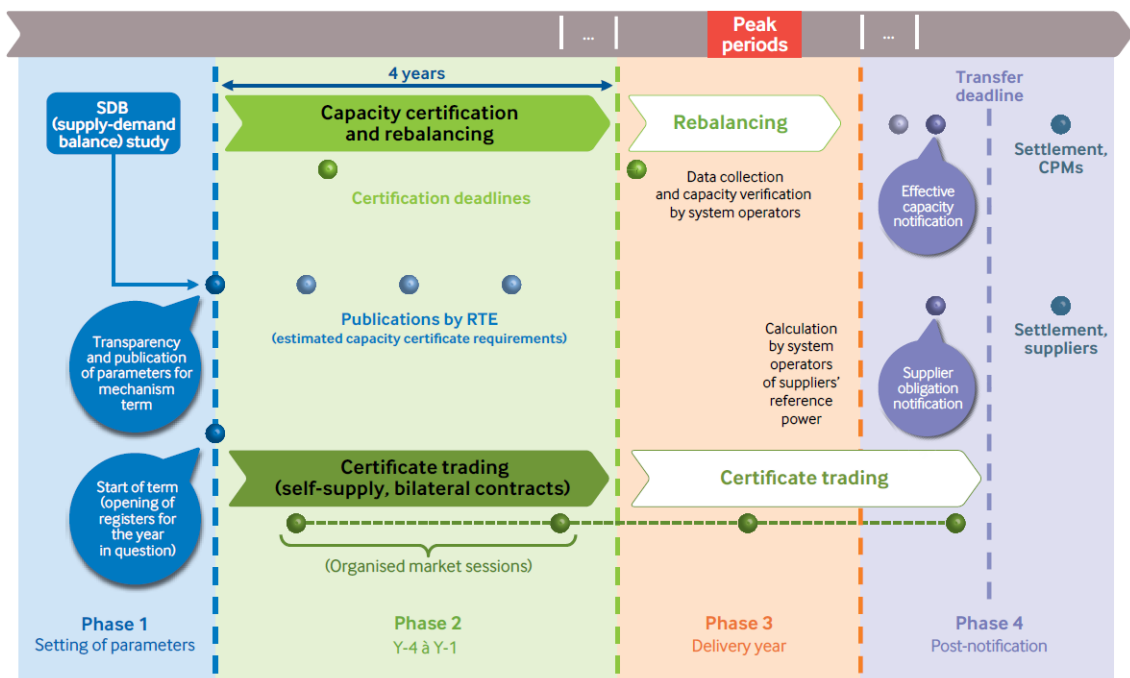 ...
Peak
periods
...
4 years
SDB
(supply-demand
balance) study
Capacity certification
and rebalancing
Rebalancing
Transfer
deadline
Certification deadlines
Data collection
and capacity verification
by system operators
Effective
capacity
notification
Settlement,
CPMs
Transparency
and publication
of parameters for
mechanism
term
Publications by RTE
(estimated capacity certificate requirements)
Calculation
by system
operators
of suppliers'
reference
power
Supplier
obligation
notification
Settlement,
suppliers
Start of term
(opening of
registers for
the year
in question)
Certificate trading
(self-supply, bilateral contracts)
Certificate trading
(Organised market sessions)
Phase 1
Setting of parameters
Phase 2
Y-4 à Y-1
Phase 3
Delivery year
Phase 4
Post-notification